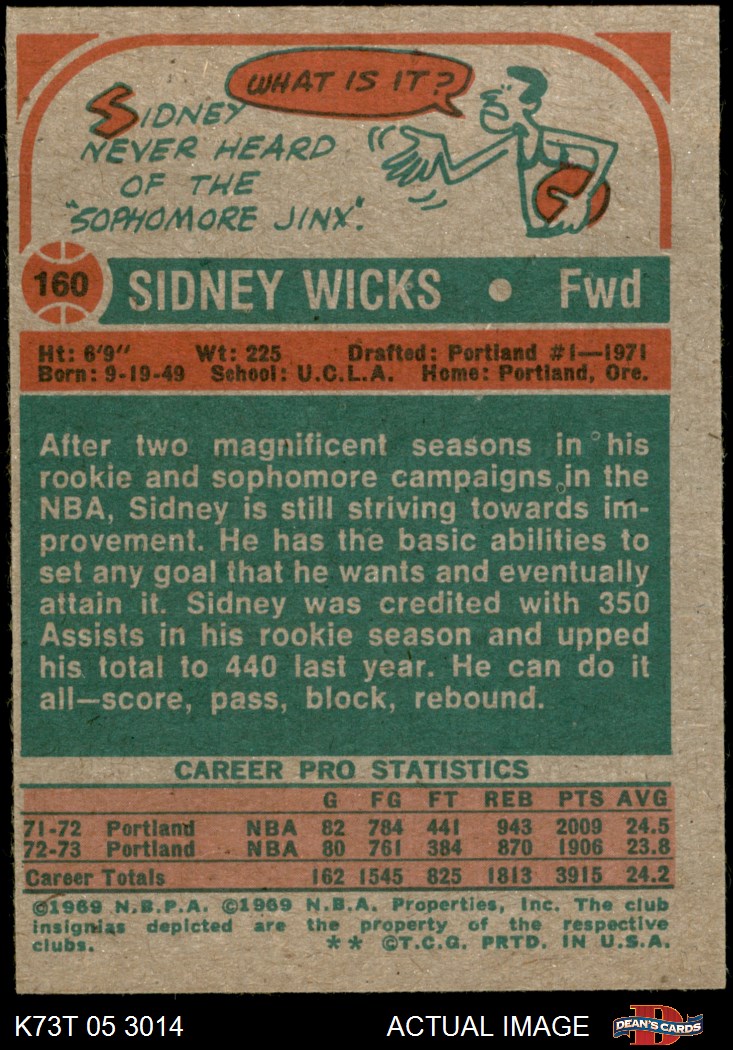 WHAT IS IT?
SIDNEY
NEVER HEARD
OF THE
"SOPHOMORE JINX".
160 SIDNEY WICKS • Fwd
Ht: 6'9" Wt: 225 Drafted: Portland #1—1971
Born: 9-19-49 School: U.C.L.A. Home: Portland, Ore.
After two magnificent seasons in his
rookie and sophomore campaigns in the
NBA, Sidney is still striving towards im-
provement. He has the basic abilities to
set any goal that he wants and eventually
attain it. Sidney was credited with 350
Assists in his rookie season and upped
his total to 440 last year. He can do it
all—score, pass, block, rebound.
CAREER PRO STATISTICS
G FG FT REB PTS AVG
71-72 Portland NBA 82 784 441 943 2009 24.5
72-73 Portland NBA 80 761 384 870 1906 23.8
Career Totals 162 1545 825 1813 3915 24.2
©1969 N.B.P.A. ©1969 N.B.A. Properties, Inc. The club
insignias depicted are the property of the respective
clubs. ** ©T.C.G. PRTD. IN U.S.A.
K73T 05 3014 ACTUAL IMAGE D DEAN'S CARDS